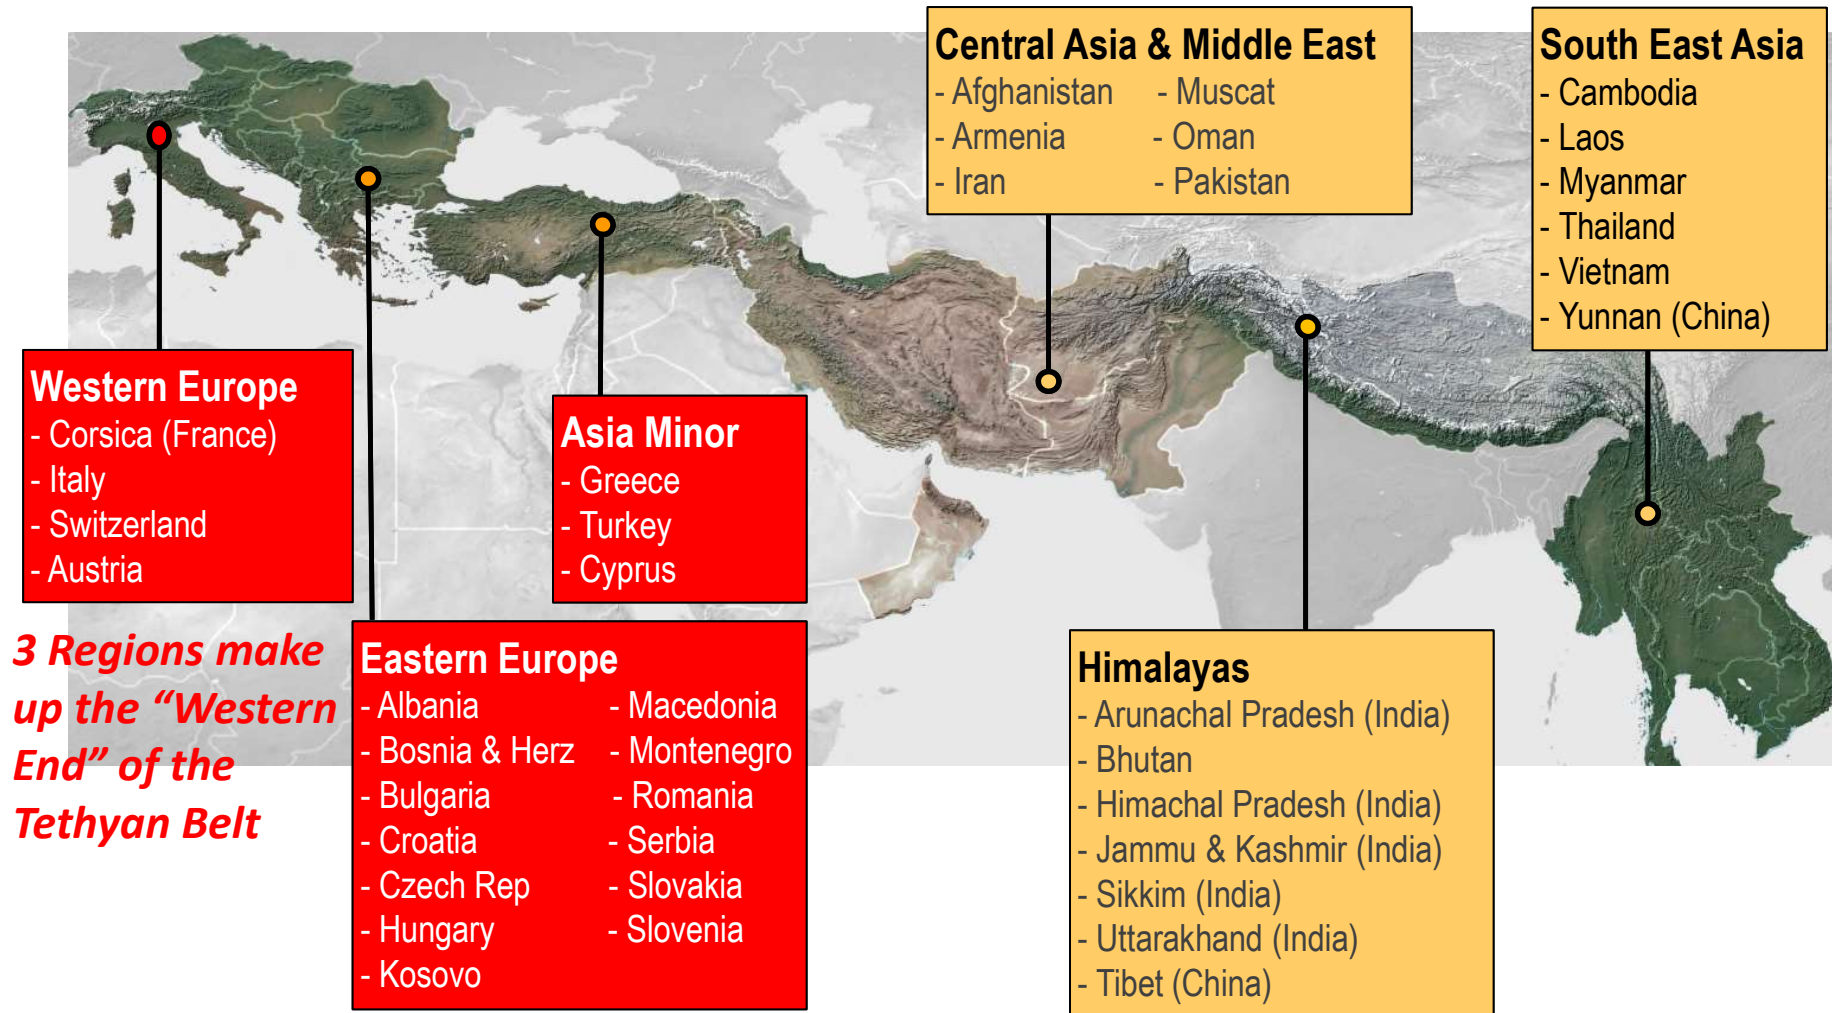 Central Asia & Middle East
- Afghanistan - Muscat
- Armenia - Oman
- Iran - Pakistan
South East Asia
- Cambodia
- Laos
- Myanmar
- Thailand
- Vietnam
- Yunnan (China)
Western Europe
- Corsica (France)
- Italy
- Switzerland
- Austria
Asia Minor
- Greece
- Turkey
- Cyprus
3 Regions make
up the “Western
End” of the
Tethyan Belt
Eastern Europe
- Albania - Macedonia
- Bosnia & Herz - Montenegro
- Bulgaria - Romania
- Croatia - Serbia
- Czech Rep - Slovakia
- Hungary - Slovenia
- Kosovo
Himalayas
- Arunachal Pradesh (India)
- Bhutan
- Himachal Pradesh (India)
- Jammu & Kashmir (India)
- Sikkim (India)
- Uttarakhand (India)
- Tibet (China)